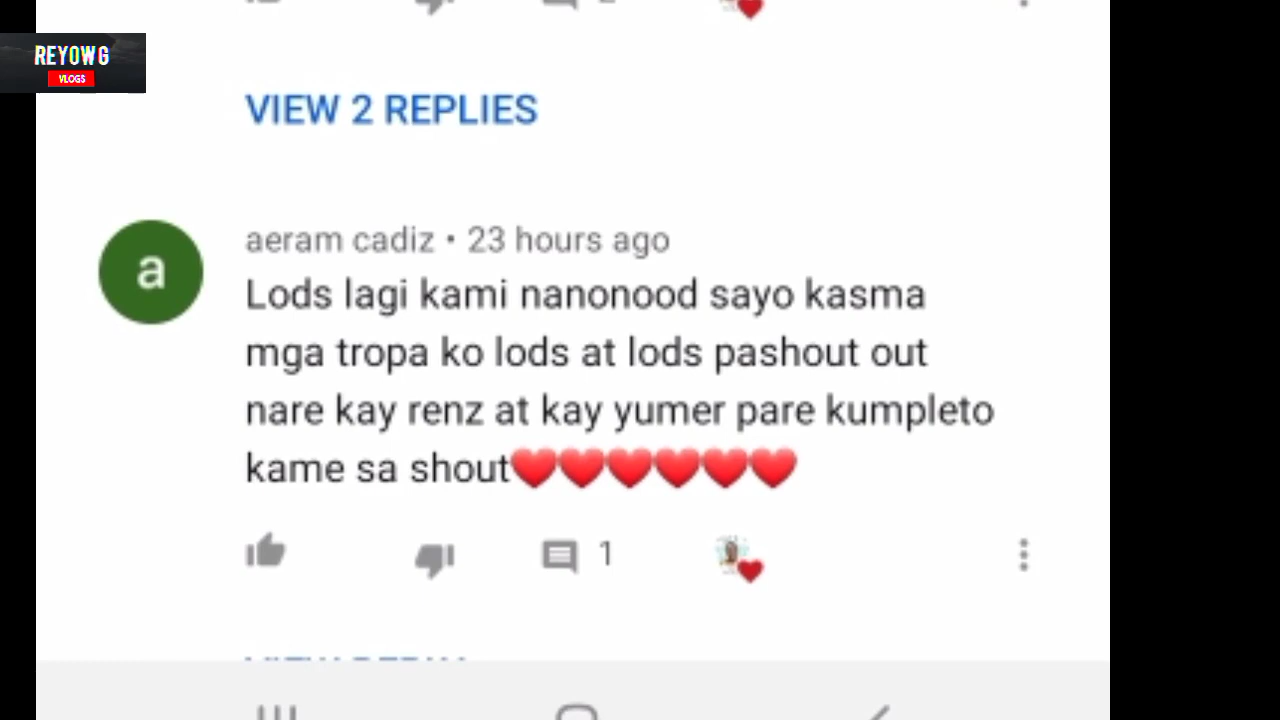 REYOWG
VLOGS
VIEW 2 REPLIES
a
aeram cadiz • 23 hours ago
Lods lagi kami nanonood sayo kasma
mga tropa ko lods at lods pashout out
nare kay renz at kay yumer pare kumpleto
kame sa shout❤️❤️❤️❤️❤️❤️
1